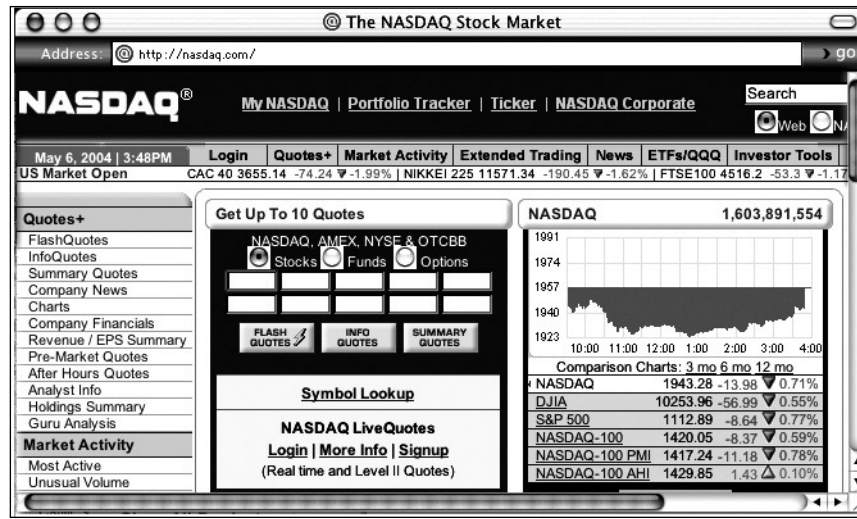 @ The NASDAQ Stock Market
Address: @ http://nasdaq.com/ go
NASDAQ®
My NASDAQ | Portfolio Tracker | Ticker | NASDAQ Corporate
Search
Web NA
May 6, 2004 | 3:48PM
Login Quotes+ Market Activity Extended Trading News ETFs/QQQ Investor Tools
US Market Open CAC 40 3655.14 -74.24 ▼-1.99% | NIKKEI 225 11571.34 -190.45 ▼-1.62% | FTSE100 4516.2 -53.3 ▼-1.17
Quotes+
FlashQuotes
InfoQuotes
Summary Quotes
Company News
Charts
Company Financials
Revenue / EPS Summary
Pre-Market Quotes
After Hours Quotes
Analyst Info
Holdings Summary
Guru Analysis
Market Activity
Most Active
Unusual Volume
Get Up To 10 Quotes
NASDAQ, AMEX, NYSE & OTCBB
Stocks Funds Options
FLASH QUOTES
INFO QUOTES
SUMMARY QUOTES
Symbol Lookup
NASDAQ LiveQuotes
Login | More Info | Signup
(Real time and Level II Quotes)
NASDAQ 1,603,891,554
1991
1974
1957
1940
1923
10:00 11:00 12:00 1:00 2:00 3:00 4:00
Comparison Charts: 3 mo 6 mo 12 mo
NASDAQ 1943.28 -13.98 ▼ 0.71%
DJIA 10253.96 -56.99 ▼ 0.55%
S&P 500 1112.89 -8.64 ▼ 0.77%
NASDAQ-100 1420.05 -8.37 ▼ 0.59%
NASDAQ-100 PMI 1417.24 -11.18 ▼ 0.78%
NASDAQ-100 AHI 1429.85 1.43 △ 0.10%